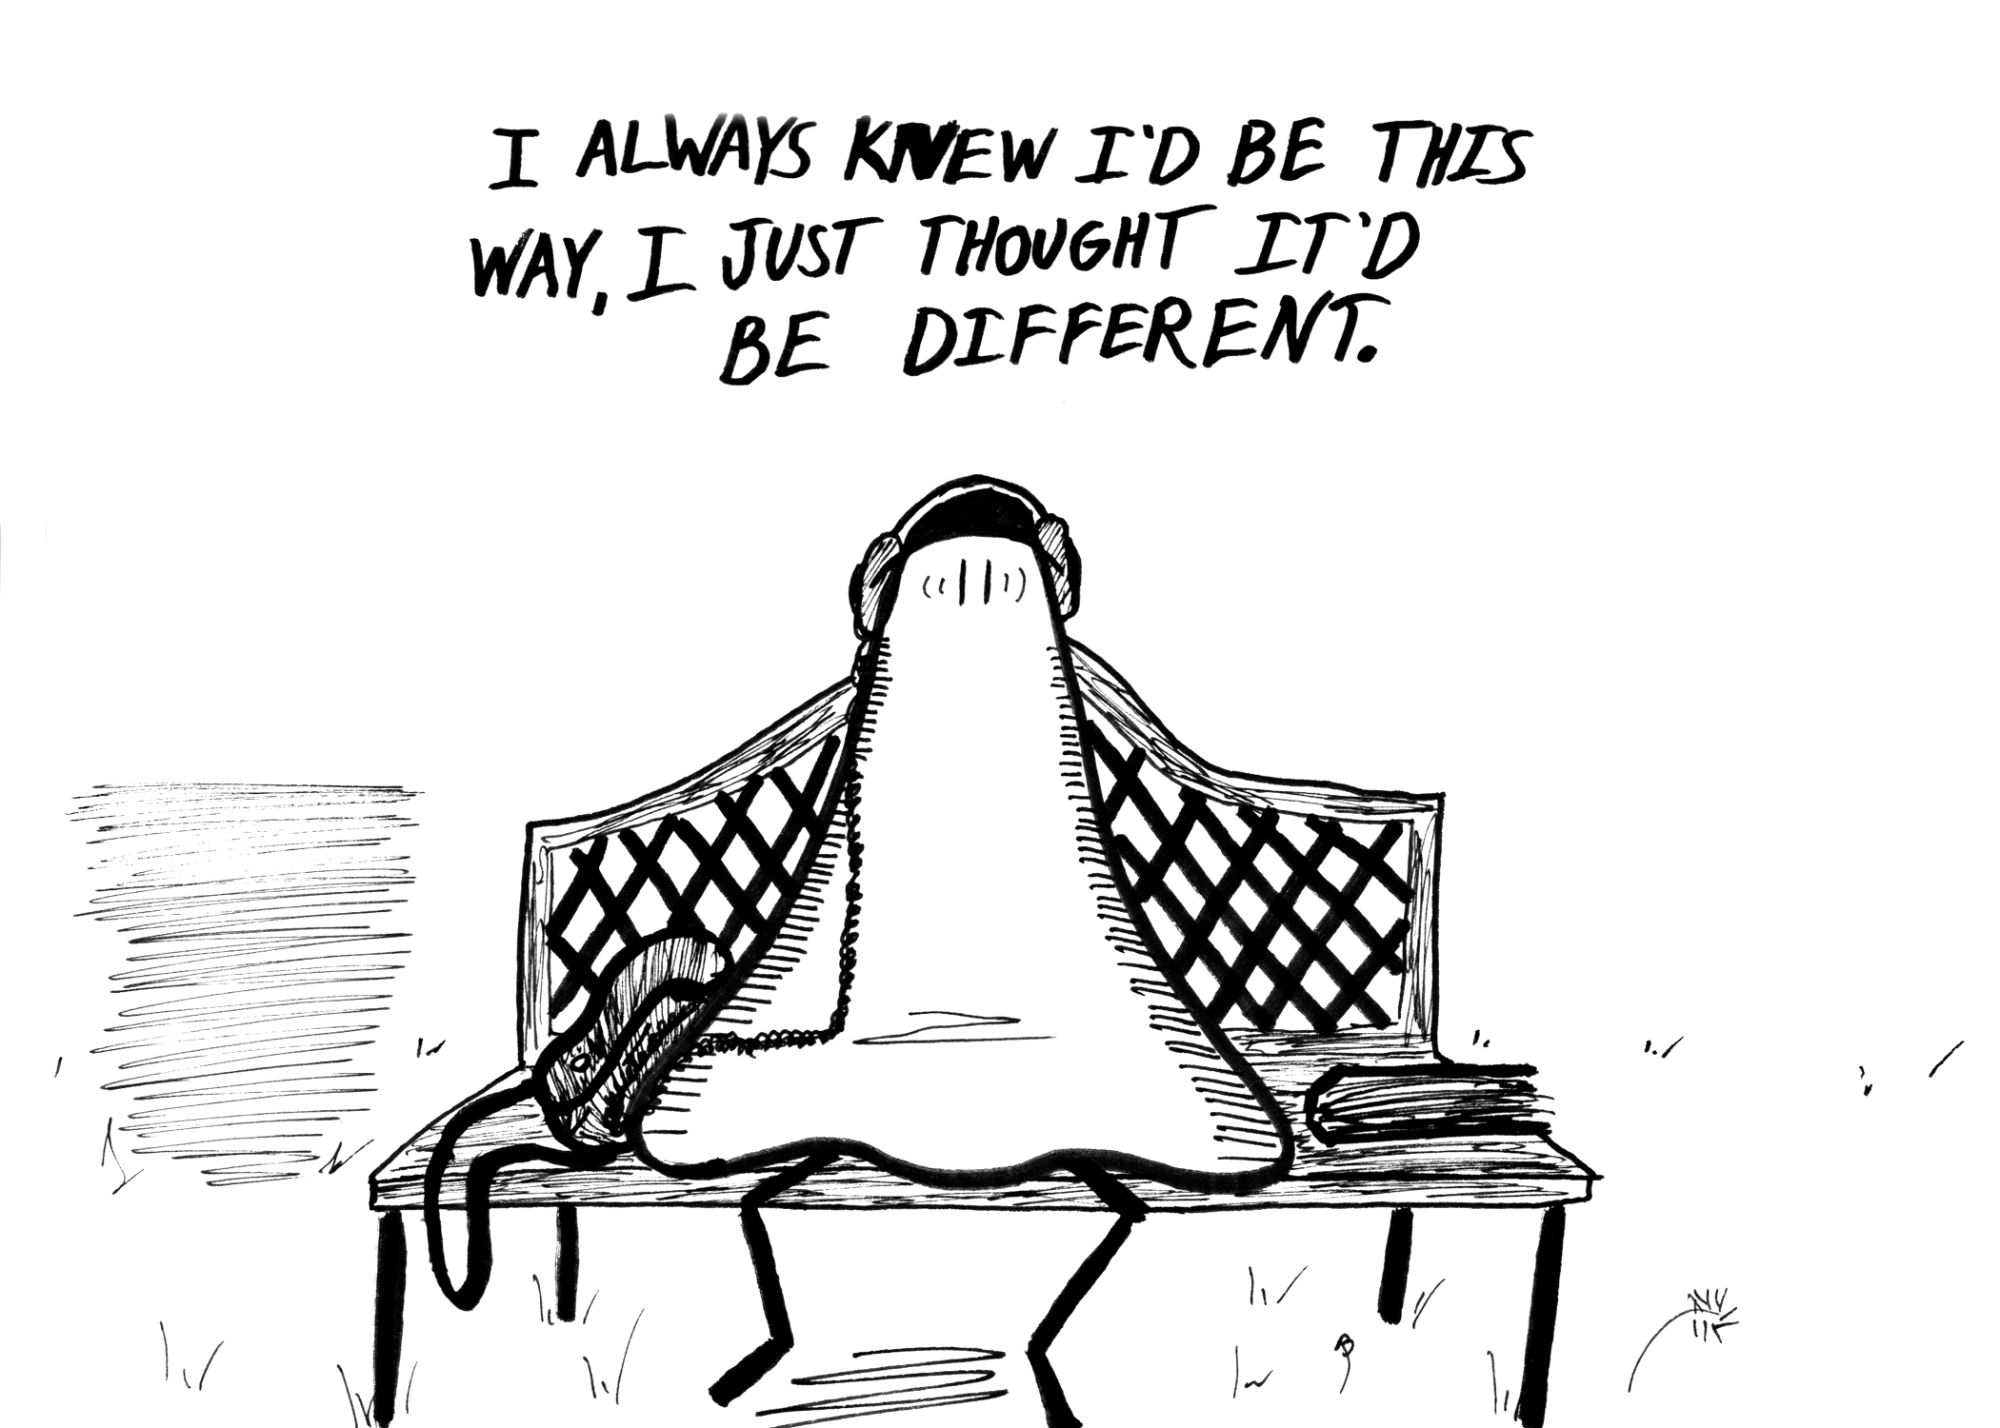 I ALWAYS KNEW I'D BE THIS
WAY, I JUST THOUGHT IT'D
BE DIFFERENT.